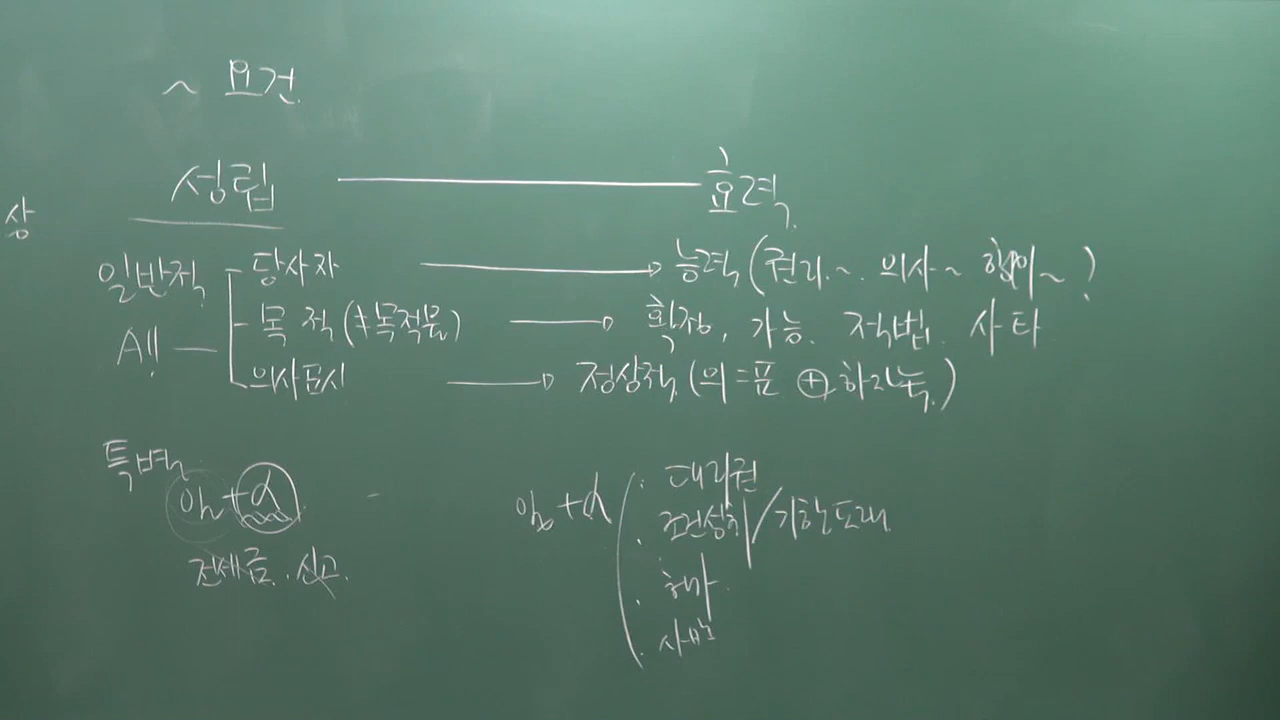 ~ 요건
성립 ─ 효력
상
일반적 당사자 → 능력 (권리~. 의사~ 행위~)
목적 (≠목적물) → 확정, 가능. 적법. 사타
All ─
의사표시 → 정상적 (의=표 ⊕ 하자 )
특별
일+α 일+α
대리권
전세금. 신고
조건성취/기한도래
허가
사망